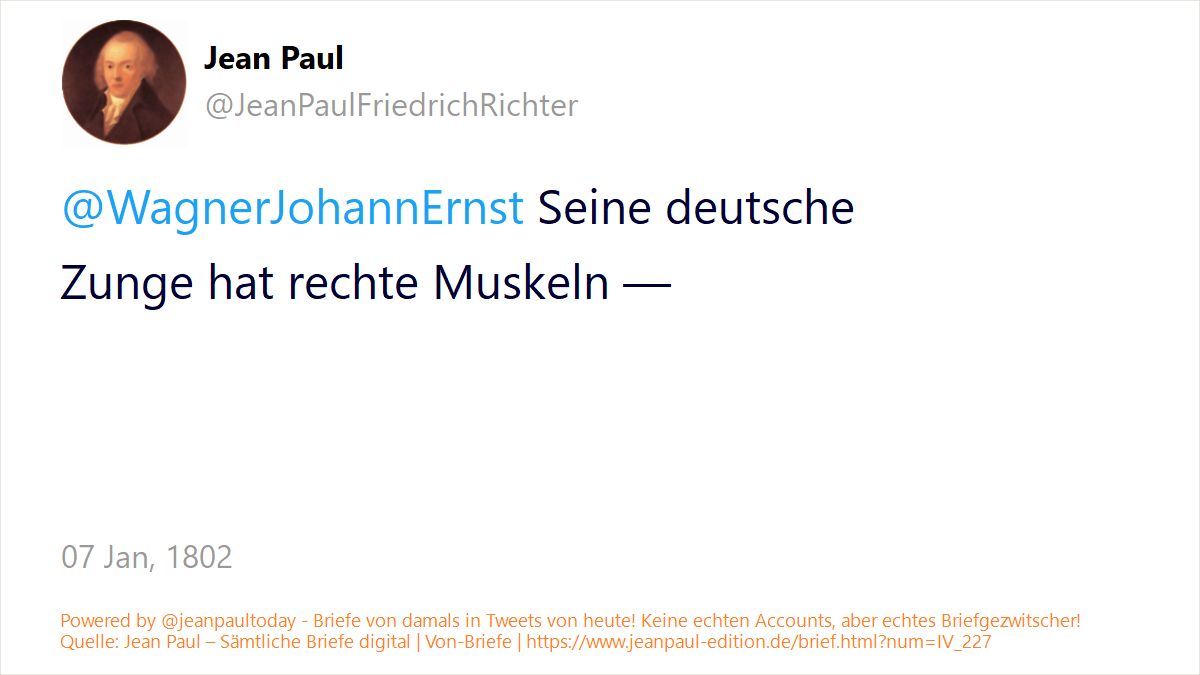 Jean Paul
@JeanPaulFriedrichRichter
@WagnerJohannErnst Seine deutsche
Zunge hat rechte Muskeln —
07 Jan, 1802
Powered by @jeanpaultoday - Briefe von damals in Tweets von heute! Keine echten Accounts, aber echtes Briefgezwitscher!
Quelle: Jean Paul – Sämtliche Briefe digital | Von-Briefe | https://www.jeanpaul-edition.de/brief.html?num=IV_227